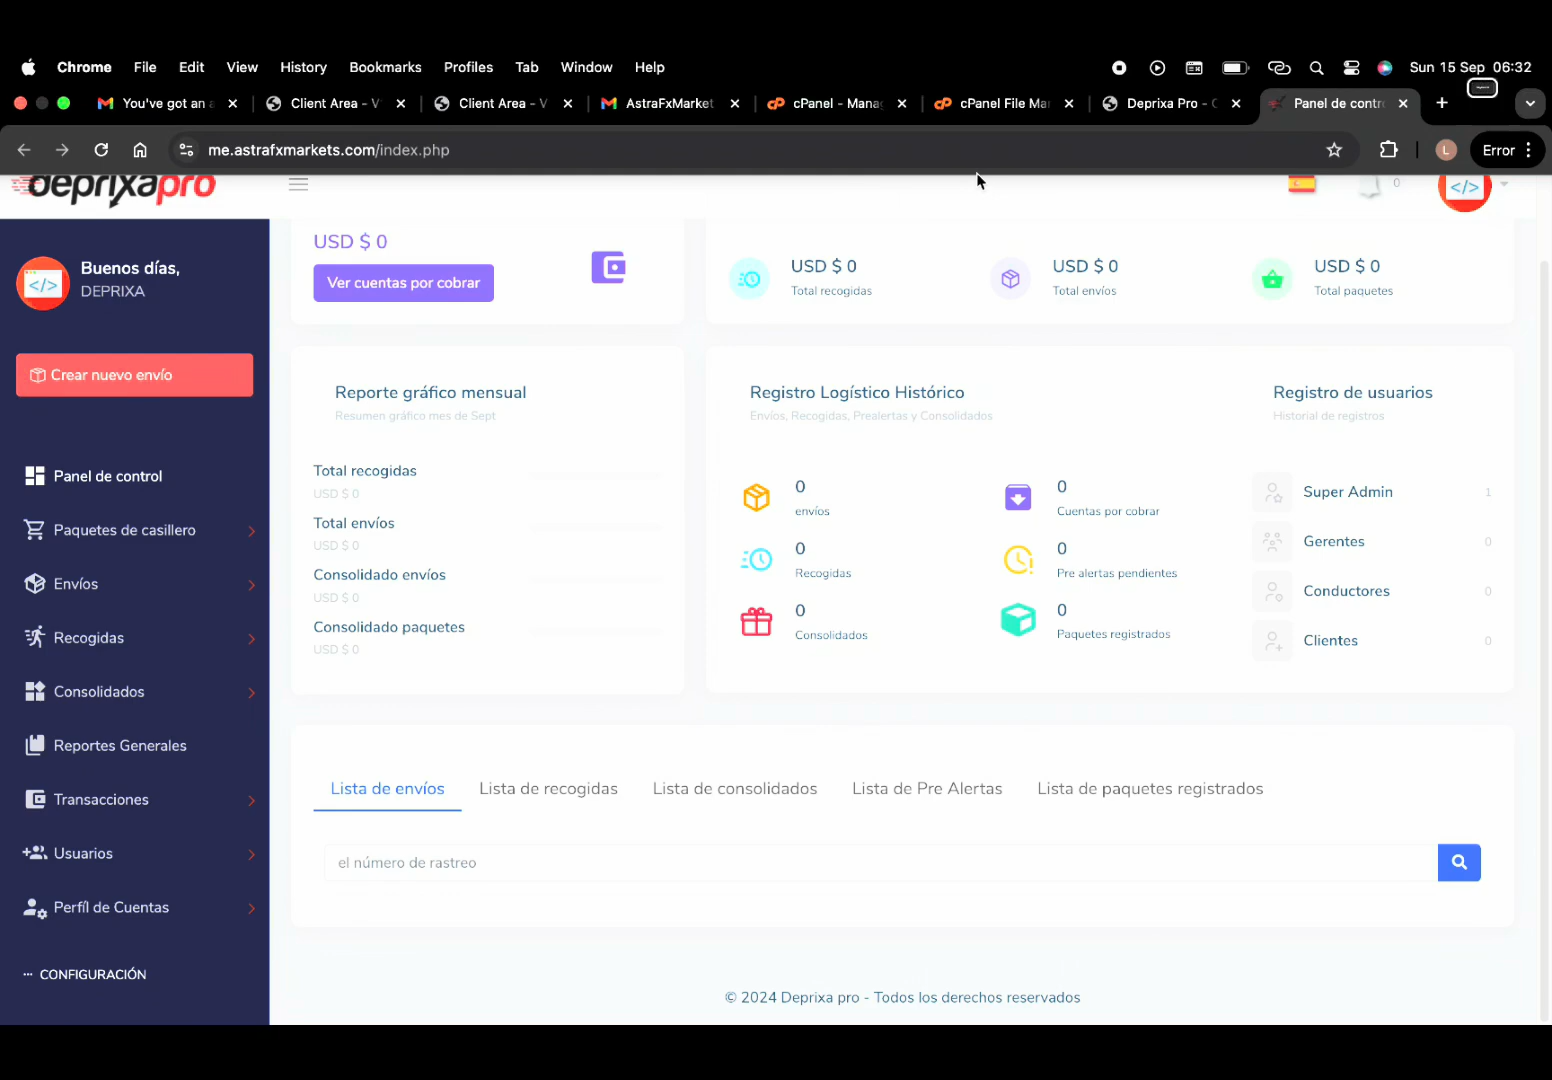 Chrome File Edit View History Bookmarks Profiles Tab Window Help Sun 15 Sep 06:32
You've got an a Client Area - V Client Area - V AstraFxMarket cPanel - Mana cPanel File Ma Deprixa Pro - Panel de contr
me.astrafxmarkets.com/index.php L Error
deprixapro 0
Buenos días,
DEPRIXA
Crear nuevo envío
Panel de control
Paquetes de casillero
Envíos
Recogidas
Consolidados
Reportes Generales
Transacciones
Usuarios
Perfíl de Cuentas
CONFIGURACIÓN
USD $ 0
Ver cuentas por cobrar
USD $ 0
Total recogidas
USD $ 0
Total envíos
USD $ 0
Total paquetes
Reporte gráfico mensual
Resumen gráfico mes de Sept
Total recogidas
USD $ 0
Total envíos
USD $ 0
Consolidado envíos
USD $ 0
Consolidado paquetes
USD $ 0
Registro Logístico Histórico
Envíos, Recogidas, Prealertas y Consolidados
0
envíos
0
Cuentas por cobrar
0
Recogidas
0
Pre alertas pendientes
0
Consolidados
0
Paquetes registrados
Registro de usuarios
Historial de registros
Super Admin 1
Gerentes 0
Conductores 0
Clientes 0
Lista de envíos Lista de recogidas Lista de consolidados Lista de Pre Alertas Lista de paquetes registrados
el número de rastreo
© 2024 Deprixa pro - Todos los derechos reservados